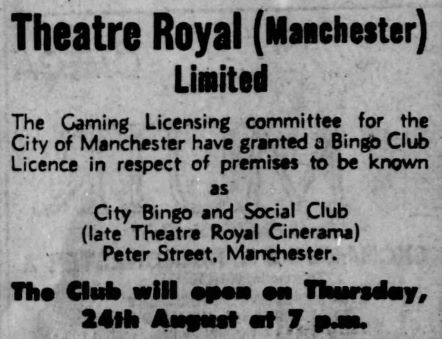 Theatre Royal (Manchester)
Limited
The Gaming Licensing committee for the
City of Manchester have granted a Bingo Club
Licence in respect of premises to be known
as
City Bingo and Social Club
(late Theatre Royal Cinerama)
Peter Street, Manchester.
The Club will open on Thursday,
24th August at 7 p.m.